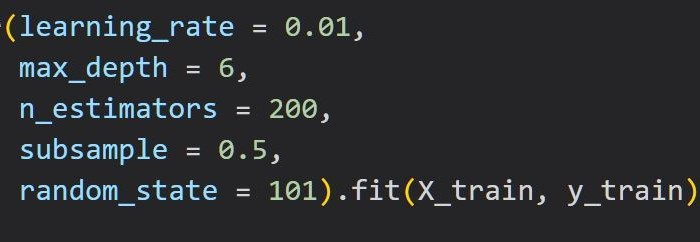 (learning_rate = 0.01,
max_depth = 6,
n_estimators = 200,
subsample = 0.5,
random_state = 101).fit(X_train, y_train)